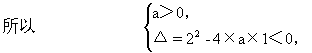 所以 { a＞0,
△=2²-4×a×1＜0,